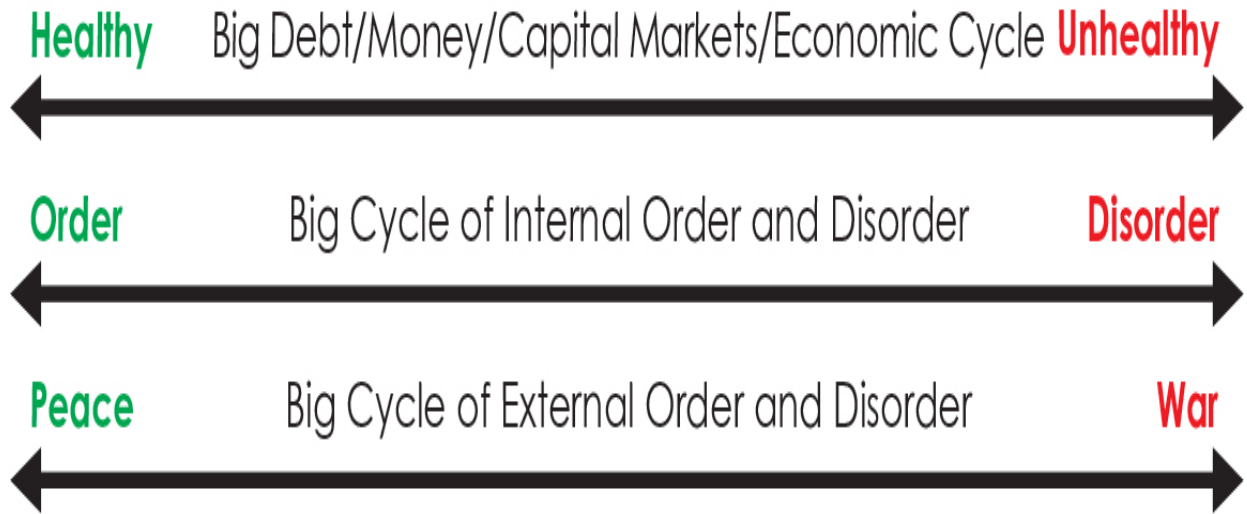 Healthy Big Debt/Money/Capital Markets/Economic Cycle Unhealthy
Order Big Cycle of Internal Order and Disorder Disorder
Peace Big Cycle of External Order and Disorder War